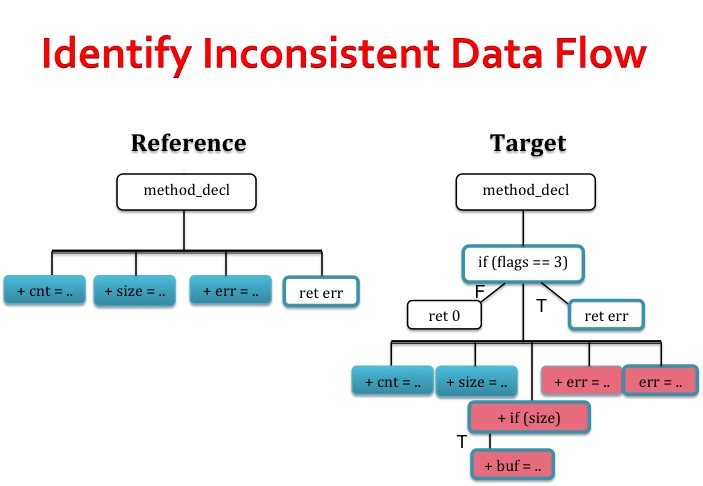 Identify Inconsistent Data Flow
Reference
Target
method_decl
method_decl
if (flags == 3)
+ cnt = ..
+ size = ..
+ err = ..
ret err
F
T
ret 0
ret err
+ cnt = ..
+ size = ..
+ err = ..
err = ..
+ if (size)
T
+ buf = ..